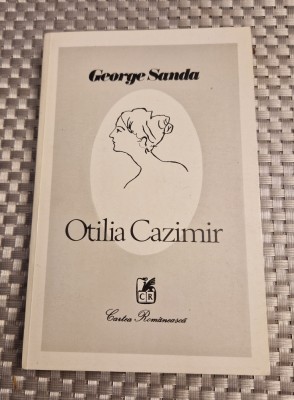 George Sanda
Otilia Cazimir
CR
Cartea Românească